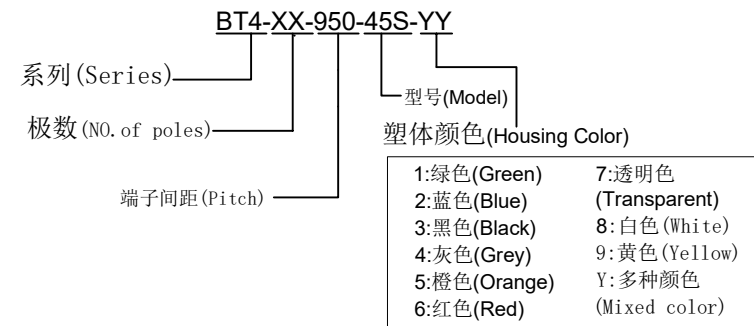 BT4-XX-950-45S-YY
系列(Series)
型号(Model)
极数(NO.of poles)
塑体颜色(Housing Color)
端子间距(Pitch)
1:绿色(Green)
2:蓝色(Blue)
3:黑色(Black)
4:灰色(Grey)
5:橙色(Orange)
6:红色(Red)
7:透明色
(Transparent)
8:白色(White)
9:黄色(Yellow)
Y:多种颜色
(Mixed color)